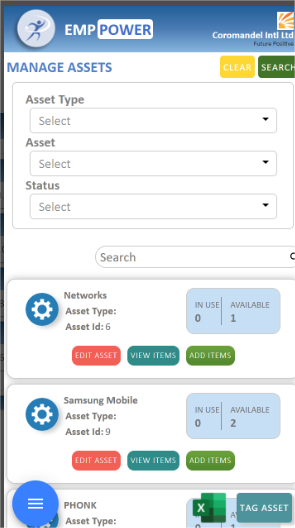 EMP POWER
Coromandel Intl Ltd
Future Positive
MANAGE ASSETS
CLEAR
SEARCH
Asset Type
Select
Asset
Select
Status
Select
Search
Networks
Asset Type:
Asset Id: 6
IN USE AVAILABLE
0 1
EDIT ASSET VIEW ITEMS ADD ITEMS
Samsung Mobile
Asset Type:
Asset Id: 9
IN USE AVAILABLE
0 2
EDIT ASSET VIEW ITEMS ADD ITEMS
PHONK
Asset Type:
TAG ASSET